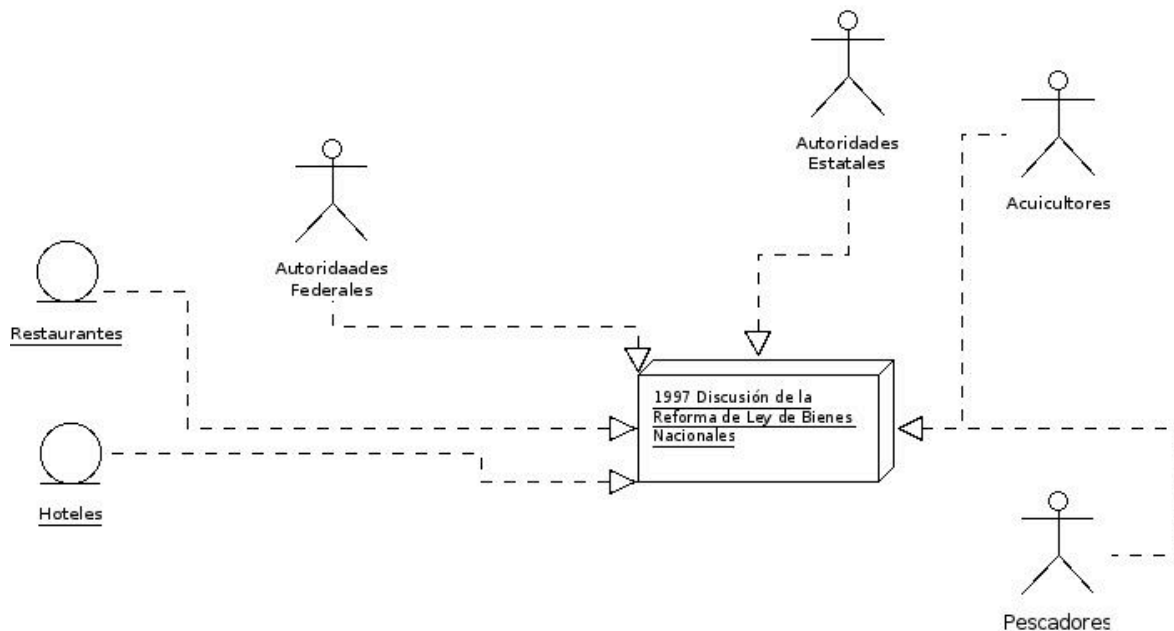 Autoridades
Estatales
Acuicultores
Autoridaades
Federales
Restaurantes
1997 Discusión de la
Reforma de Ley de Bienes
Nacionales
Hoteles
Pescadores